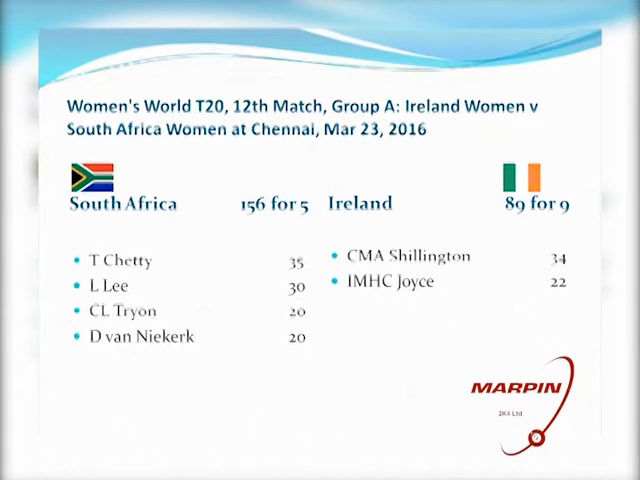 Women's World T20, 12th Match, Group A: Ireland Women v
South Africa Women at Chennai, Mar 23, 2016
South Africa 156 for 5
Ireland 89 for 9
• T Chetty 35
• L Lee 30
• CL Tryon 20
• D van Niekerk 20
• CMA Shillington 34
• IMHC Joyce 22
MARPIN
2K4 Ltd